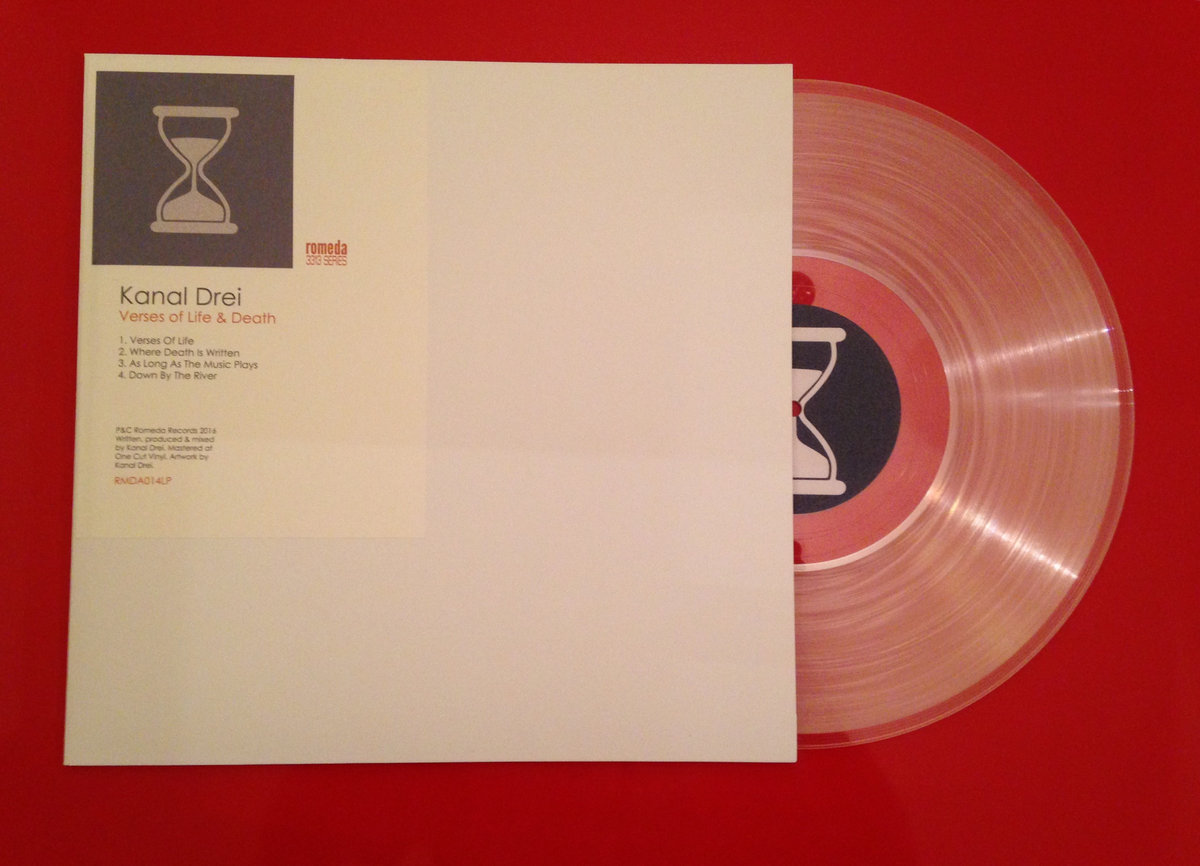 romeda
3313 SERIES
Kanal Drei
Verses of Life & Death
1. Verses Of Life
2. Where Death Is Written
3. As Long As The Music Plays
4. Down By The River
P&C Romeda Records 2016
Written, produced & mixed
by Kanal Drei. Mastered at
One Cut Vinyl. Artwork by
Kanal Drei.
RMDA014LP